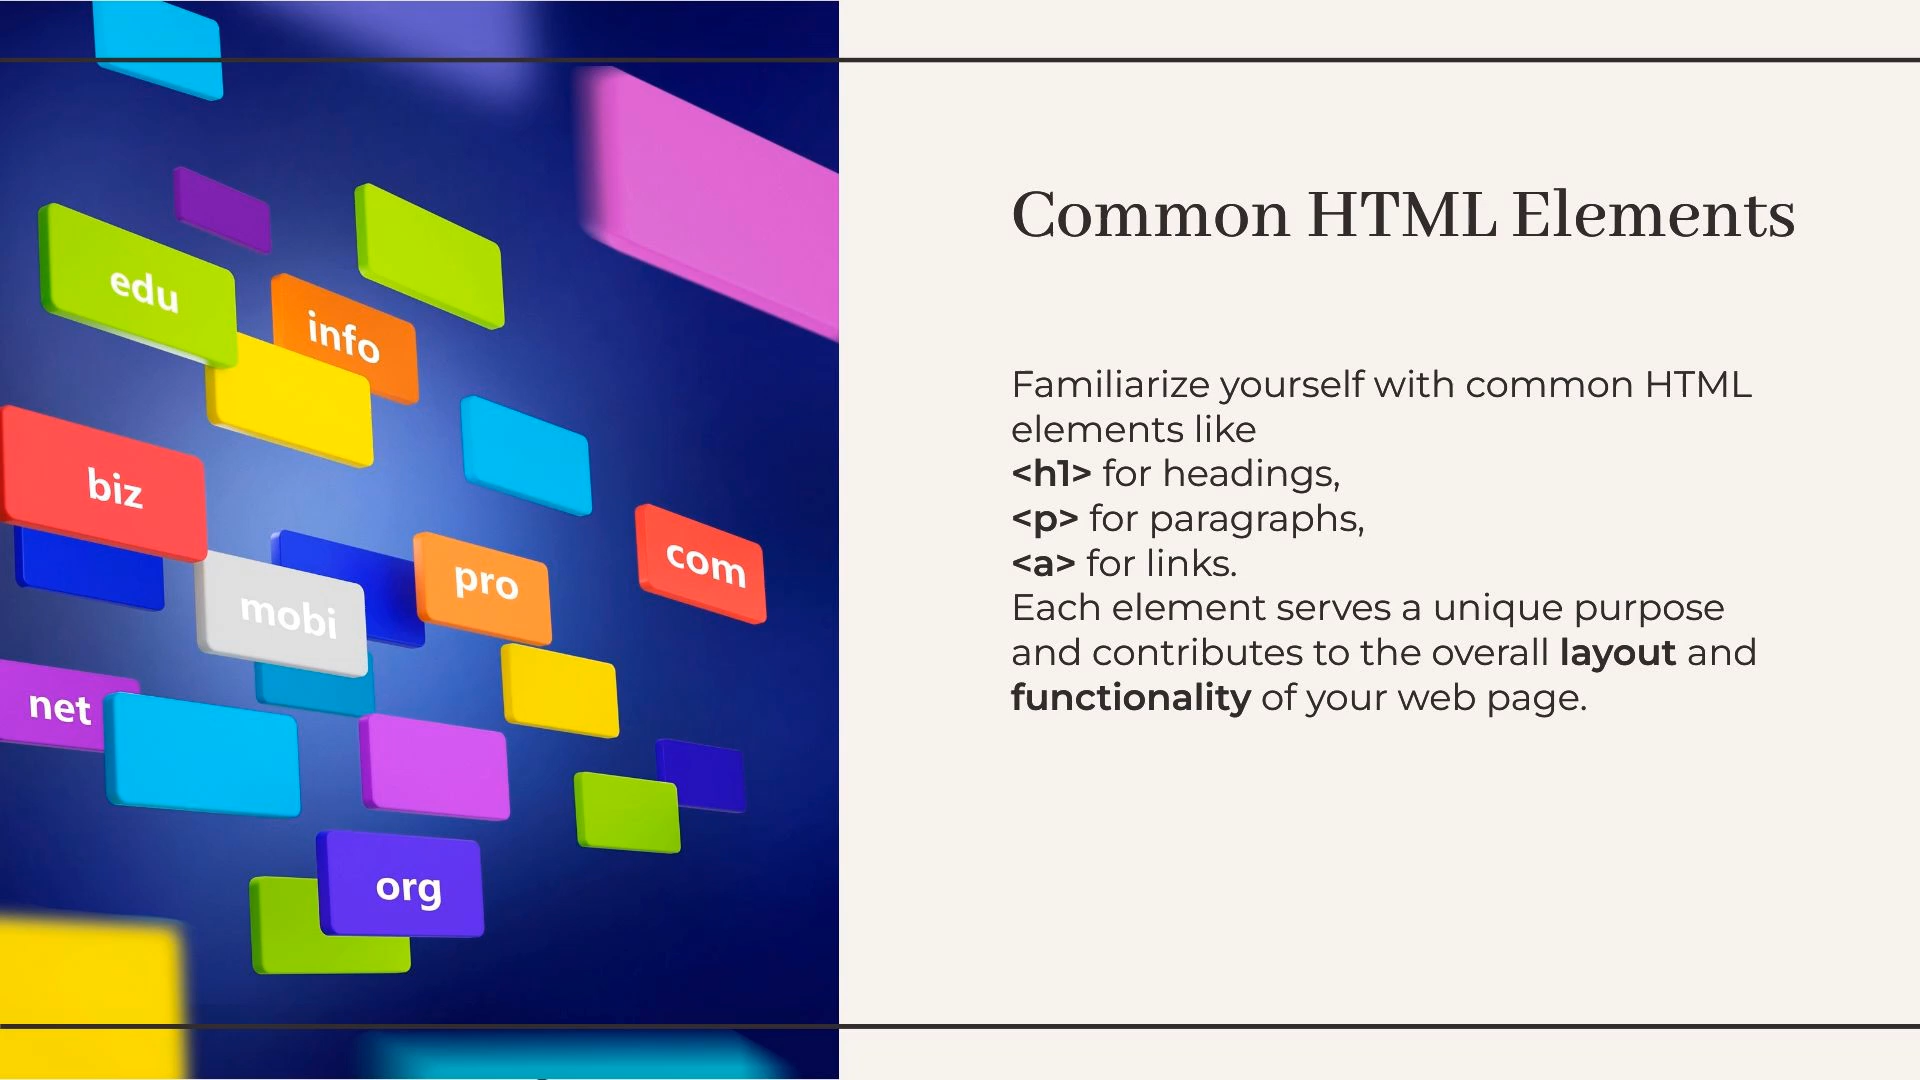 Common HTML Elements
Familiarize yourself with common HTML
elements like
<h1> for headings,
<p> for paragraphs,
<a> for links.
Each element serves a unique purpose
and contributes to the overall layout and
functionality of your web page.
edu
info
biz
com
pro
mobi
net
org